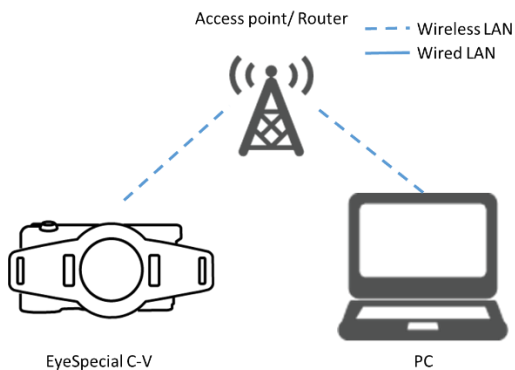 Access point/ Router
Wireless LAN
Wired LAN
EyeSpecial C-V
PC